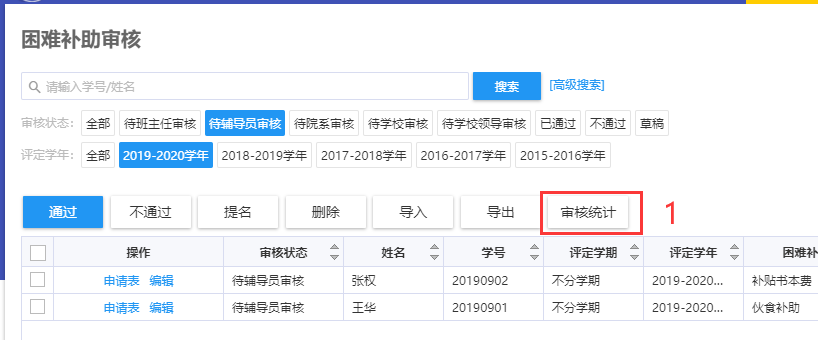 困难补助审核
请输入学号/姓名 搜索 [高级搜索]
审核状态: 全部 待班主任审核 待辅导员审核 待院系审核 待学校审核 待学校领导审核 已通过 不通过 草稿
评定学年: 全部 2019-2020学年 2018-2019学年 2017-2018学年 2016-2017学年 2015-2016学年
通过 不通过 提名 删除 导入 导出 审核统计 1
操作 审核状态 姓名 学号 评定学期 评定学年 困难补
申请表 编辑 待辅导员审核 张权 20190902 不分学期 2019-2020... 补贴书本费
申请表 编辑 待辅导员审核 王华 20190901 不分学期 2019-2020... 伙食补助